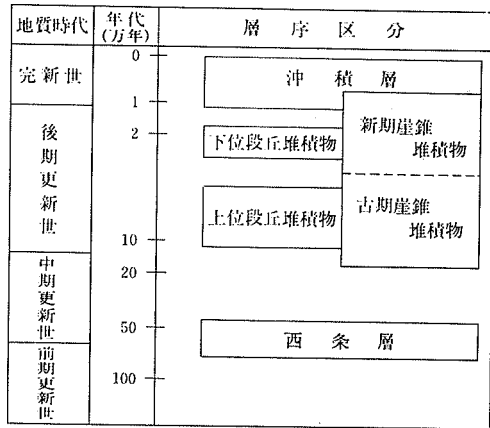 地質時代
年代
(万年)
層序区分
完新世
後期更新世
中期更新世
前期更新世
0
1
2
10
20
50
100
沖積層
新期崖錐
堆積物
下位段丘堆積物
古期崖錐
堆積物
上位段丘堆積物
西条層